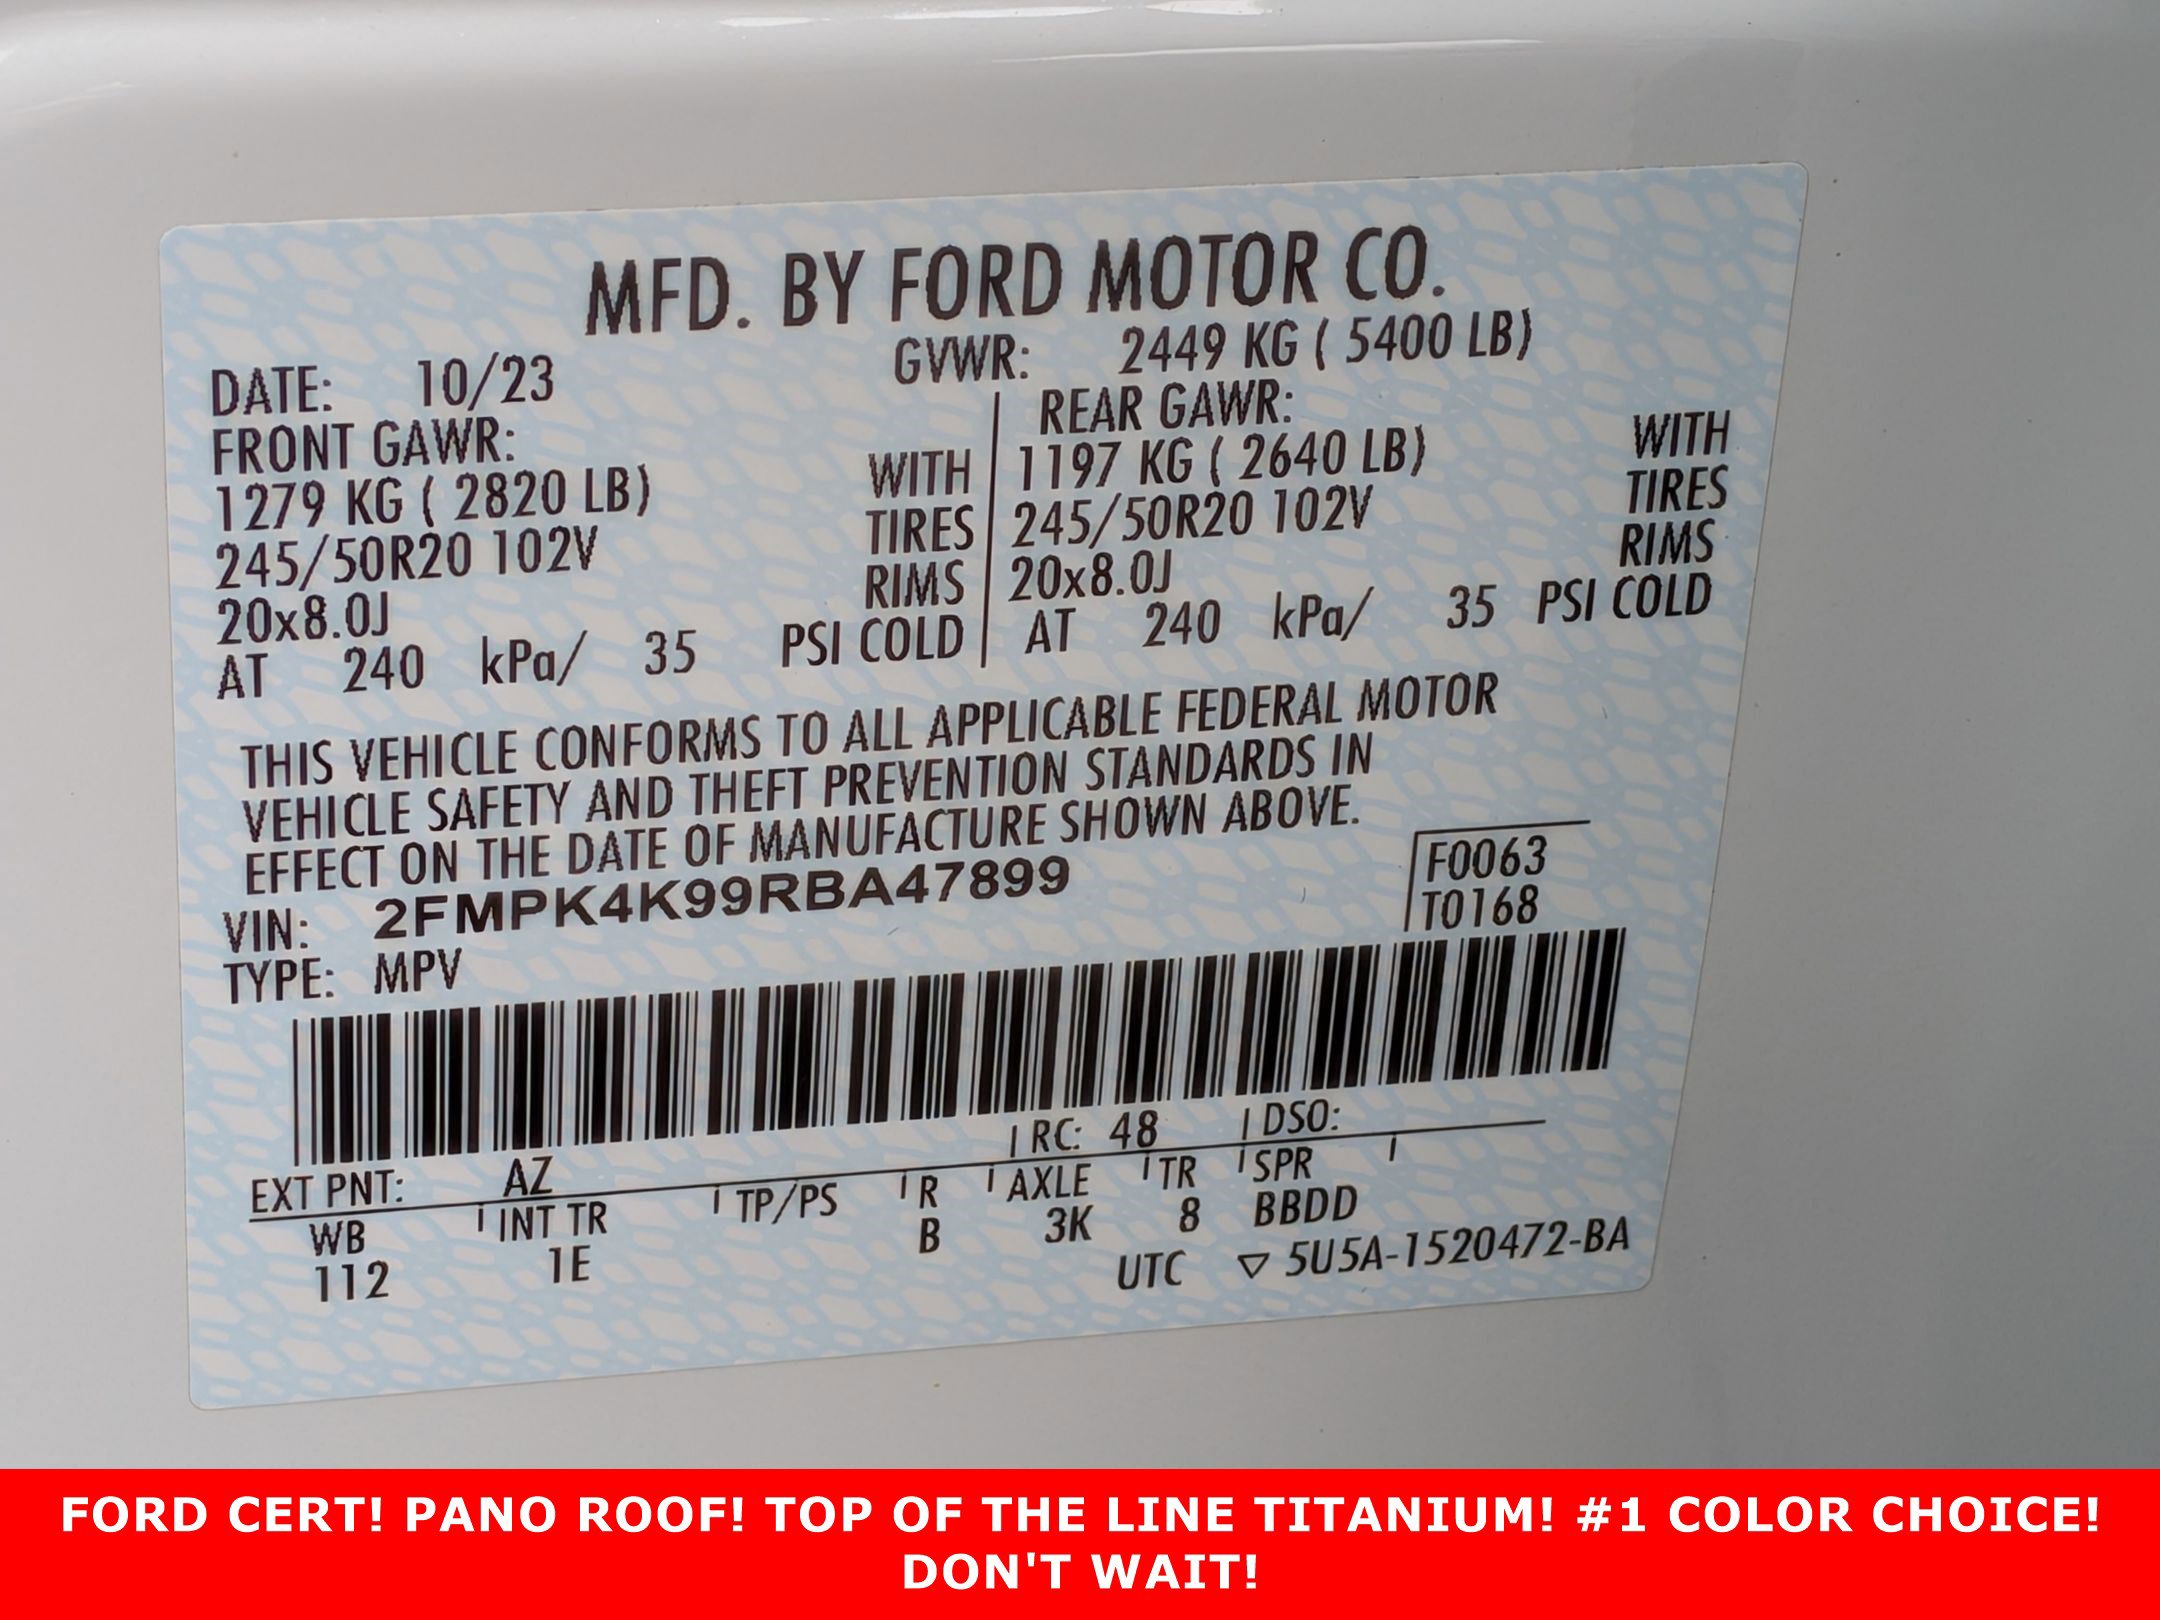 MFD. BY FORD MOTOR CO.
DATE: 10/23 GVWR: 2449 KG ( 5400 LB)
FRONT GAWR: REAR GAWR:
1279 KG ( 2820 LB) WITH 1197 KG ( 2640 LB) WITH
245/50R20 102V TIRES 245/50R20 102V TIRES
20x8.0J RIMS 20x8.0J RIMS
AT 240 kPa/ 35 PSI COLD AT 240 kPa/ 35 PSI COLD
THIS VEHICLE CONFORMS TO ALL APPLICABLE FEDERAL MOTOR
VEHICLE SAFETY AND THEFT PREVENTION STANDARDS IN
EFFECT ON THE DATE OF MANUFACTURE SHOWN ABOVE.
VIN: 2FMPK4K99RBA47899 F0063
TYPE: MPV T0168
EXT PNT: AZ RC: 48 DSO:
WB INT TR TP/PS R AXLE TR SPR
112 1E B 3K 8 BBDD
UTC ▽ 5U5A-1520472-BA
FORD CERT! PANO ROOF! TOP OF THE LINE TITANIUM! #1 COLOR CHOICE!
DON'T WAIT!